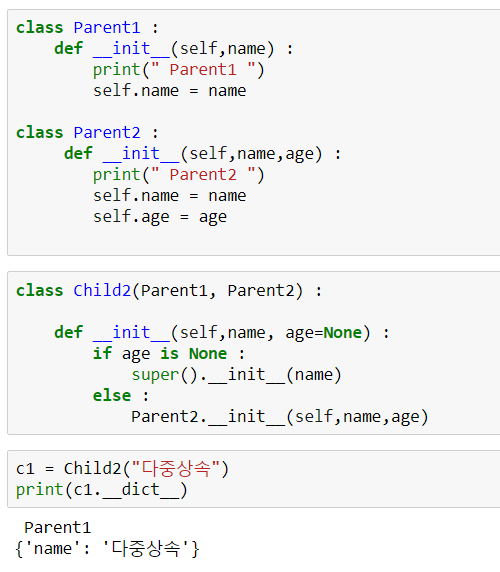 class Parent1 :
    def __init__(self,name) :
        print(" Parent1 ")
        self.name = name
class Parent2 :
     def __init__(self,name,age) :
        print(" Parent2 ")
        self.name = name
        self.age = age
class Child2(Parent1, Parent2) :
    def __init__(self,name, age=None) :
        if age is None :
            super().__init__(name)
        else :
            Parent2.__init__(self,name,age)
c1 = Child2("다중상속")
print(c1.__dict__)
 Parent1
{'name': '다중상속'}